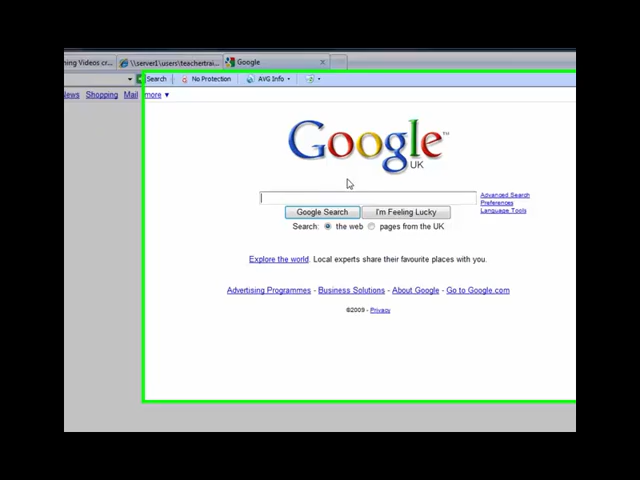 ning Videos cr... \\server1\users\teachertrai... Google x
Search No Protection AVG Info
News Shopping Mail more ▼
Google™
UK
Advanced Search
Preferences
Language Tools
Google Search I'm Feeling Lucky
Search: the web pages from the UK
Explore the world. Local experts share their favourite places with you.
Advertising Programmes - Business Solutions - About Google - Go to Google.com
©2009 - Privacy